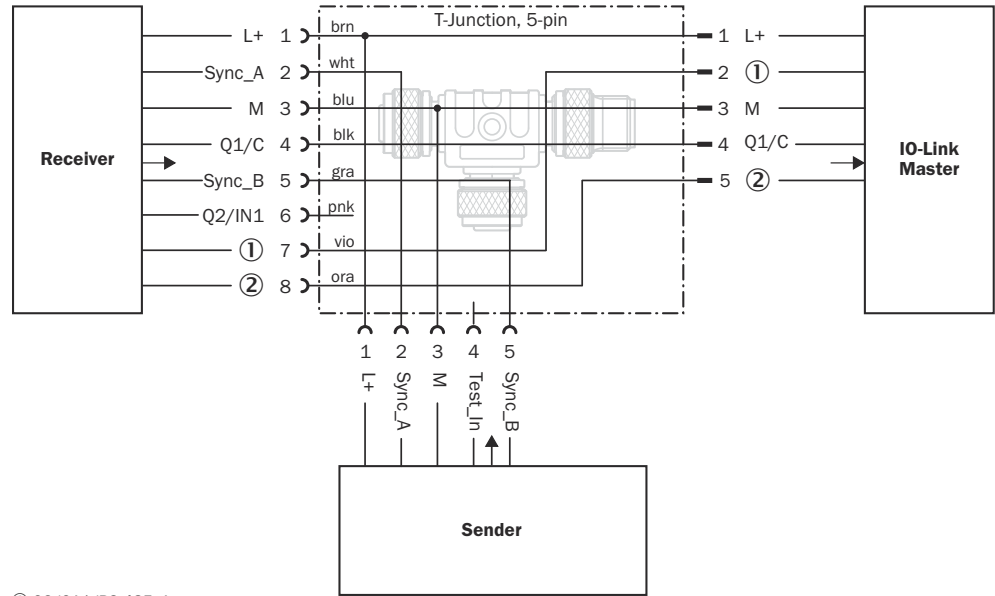 T-Junction, 5-pin
Receiver
L+ 1 brn
Sync_A 2 wht
M 3 blu
Q1/C 4 blk
Sync_B 5 gra
Q2/IN1 6 pnk
① 7 vio
② 8 ora
1 L+
2 ①
3 M
4 Q1/C
5 ②
IO-Link
Master
1 2 3 4 5
L+
Sync_A
M
Test_In
Sync_B
Sender